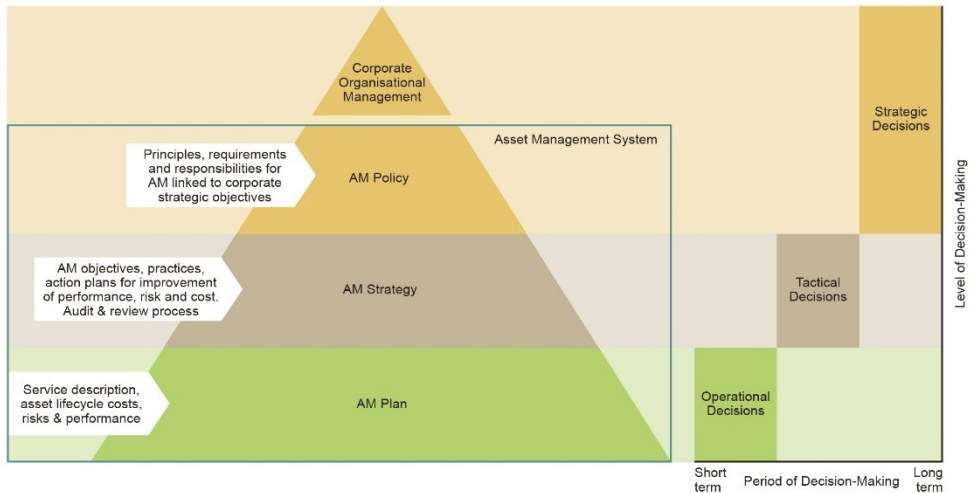 Corporate
Organisational
Management
Strategic
Decisions
Asset Management System
Principles, requirements
and responsibilities for
AM linked to corporate
strategic objectives
AM Policy
Level of Decision-Making
AM objectives, practices,
action plans for improvement
of performance, risk and cost.
Audit & review process
AM Strategy
Tactical
Decisions
Service description,
asset lifecycle costs,
risks & performance
AM Plan
Operational
Decisions
Short
term
Period of Decision-Making
Long
term